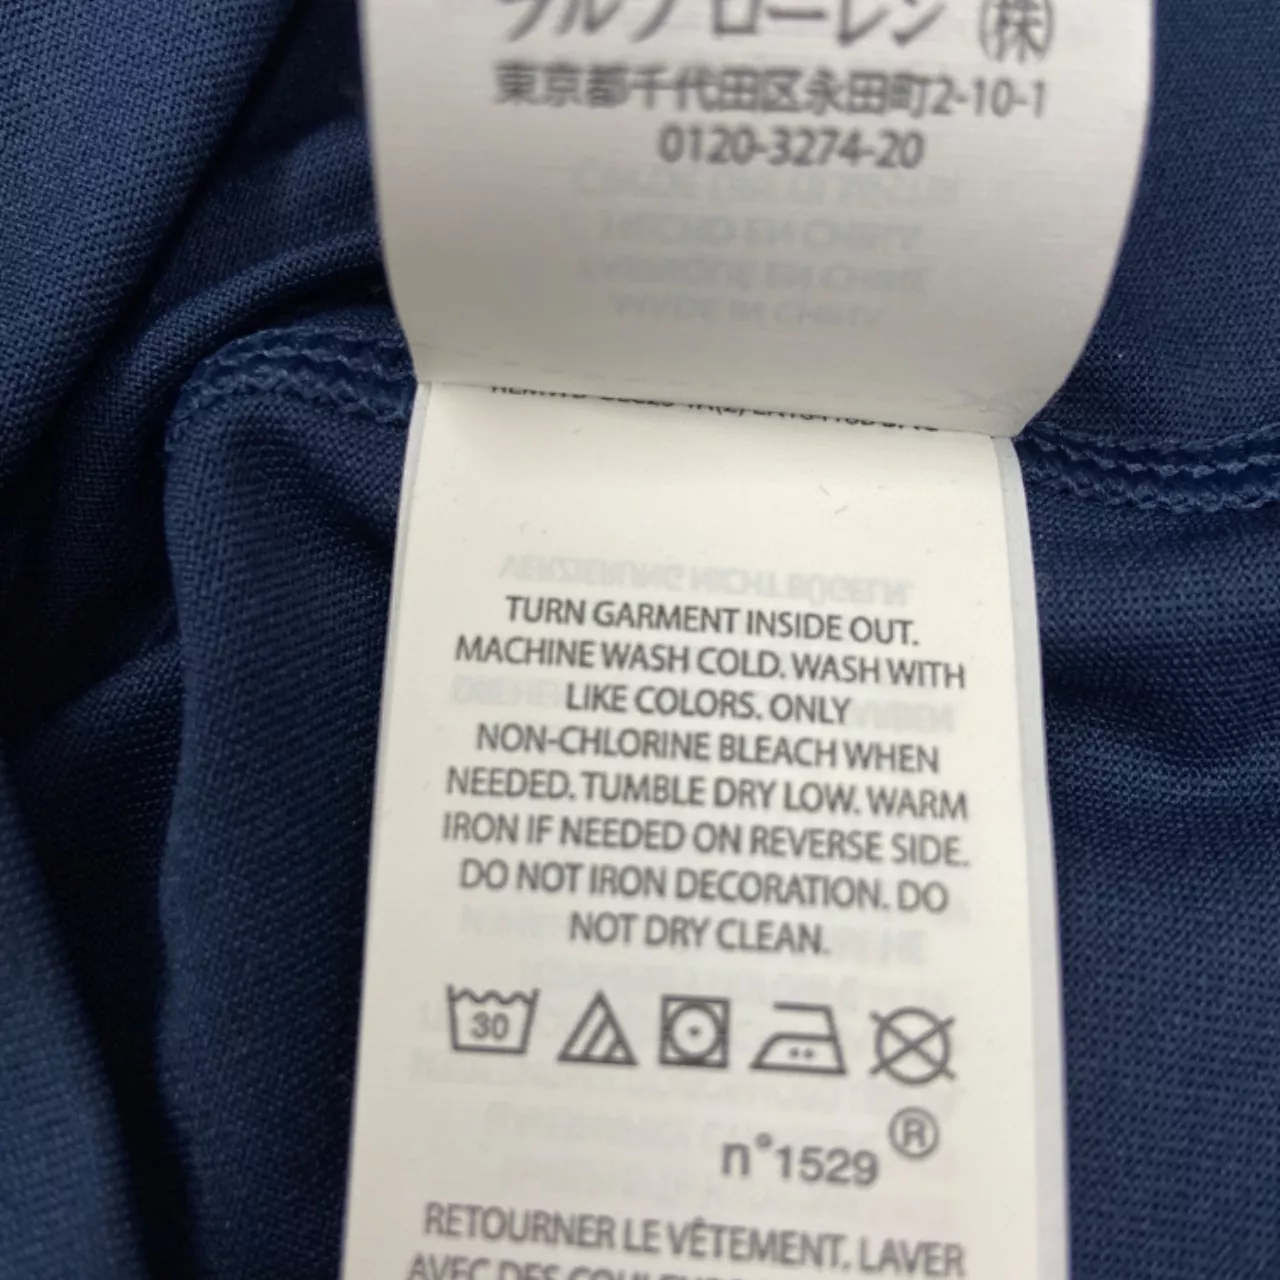 ラルフ ローレン ㈱
東京都千代田区永田町2-10-1
0120-3274-20
TURN GARMENT INSIDE OUT.
MACHINE WASH COLD. WASH WITH
LIKE COLORS. ONLY
NON-CHLORINE BLEACH WHEN
NEEDED. TUMBLE DRY LOW. WARM
IRON IF NEEDED ON REVERSE SIDE.
DO NOT IRON DECORATION. DO
NOT DRY CLEAN.
30
®
n°1529
RETOURNER LE VÊTEMENT. LAVER
AVEC DES